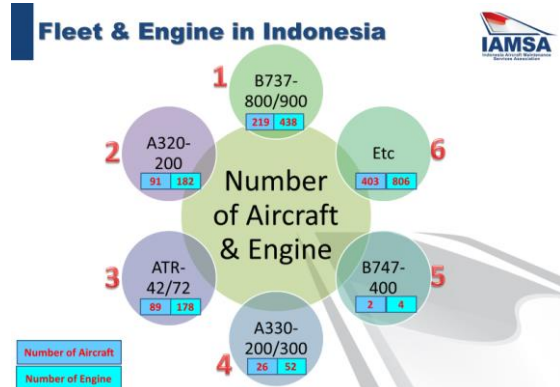 Fleet & Engine in Indonesia
IAMSA
Indonesia Aircraft Maintenance
Services Association
1
B737-
800/900
219 438
2
A320-
200
91 182
Etc
6
403 806
Number
of Aircraft
& Engine
3
ATR-
42/72
89 178
B747-
400
5
2 4
A330-
200/300
4
26 52
Number of Aircraft
Number of Engine